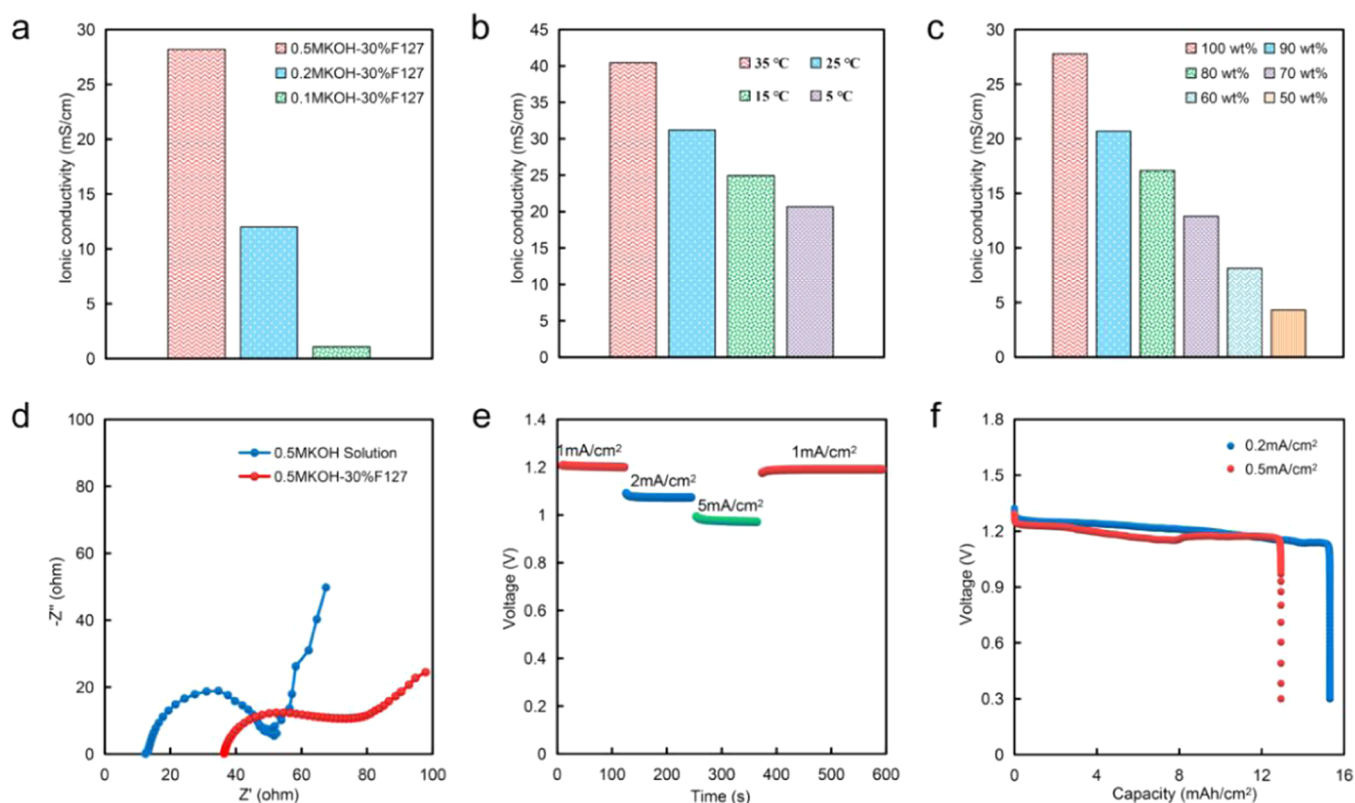 a
30
25
20
15
10
5
0
Ionic conductivity (mS/cm)
0.5MKOH-30%F127
0.2MKOH-30%F127
0.1MKOH-30%F127
b
45
40
35
30
25
20
15
10
5
0
Ionic conductivity (mS/cm)
35 ℃ 25 ℃
15 ℃ 5 ℃
c
30
25
20
15
10
5
0
Ionic conductivity (mS/cm)
100 wt% 90 wt%
80 wt% 70 wt%
60 wt% 50 wt%
d
100
80
60
40
20
0
-Z'' (ohm)
0.5MKOH Solution
0.5MKOH-30%F127
0 20 40 60 80 100
Z' (ohm)
e
1.4
1.2
1
0.8
0.6
0.4
0.2
0
Voltage (V)
1mA/cm²
2mA/cm²
5mA/cm²
1mA/cm²
0 100 200 300 400 500 600
Time (s)
f
1.8
1.5
1.2
0.9
0.6
0.3
0
Voltage (V)
0.2mA/cm²
0.5mA/cm²
0 4 8 12 16
Capacity (mAh/cm²)